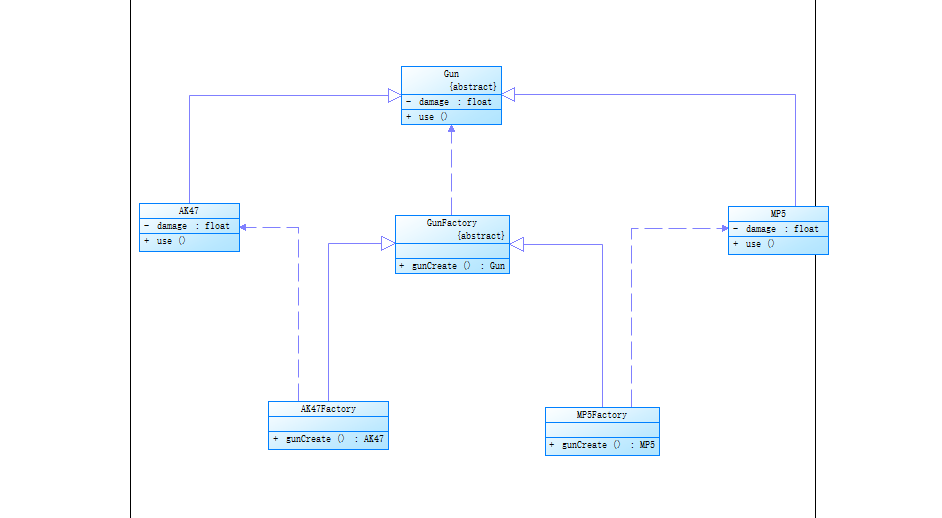 Gun
{abstract}
- damage : float
+ use ()
AK47
- damage : float
+ use ()
GunFactory
{abstract}
+ gunCreate () : Gun
MP5
- damage : float
+ use ()
AK47Factory
+ gunCreate () : AK47
MP5Factory
+ gunCreate () : MP5